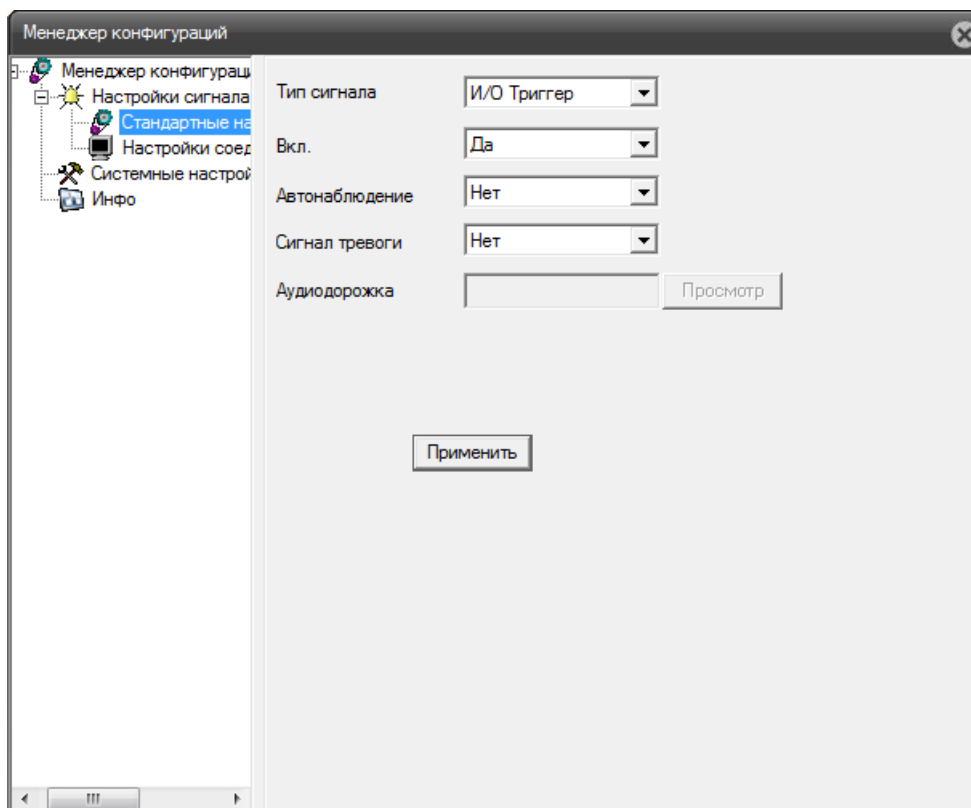 Менеджер конфигураций
Менеджер конфигураци
Настройки сигнала
Стандартные на
Настройки соед
Системные настрой
Инфо
Тип сигнала
И/О Триггер
Вкл.
Да
Автонаблюдение
Нет
Сигнал тревоги
Нет
Аудиодорожка
Просмотр
Применить